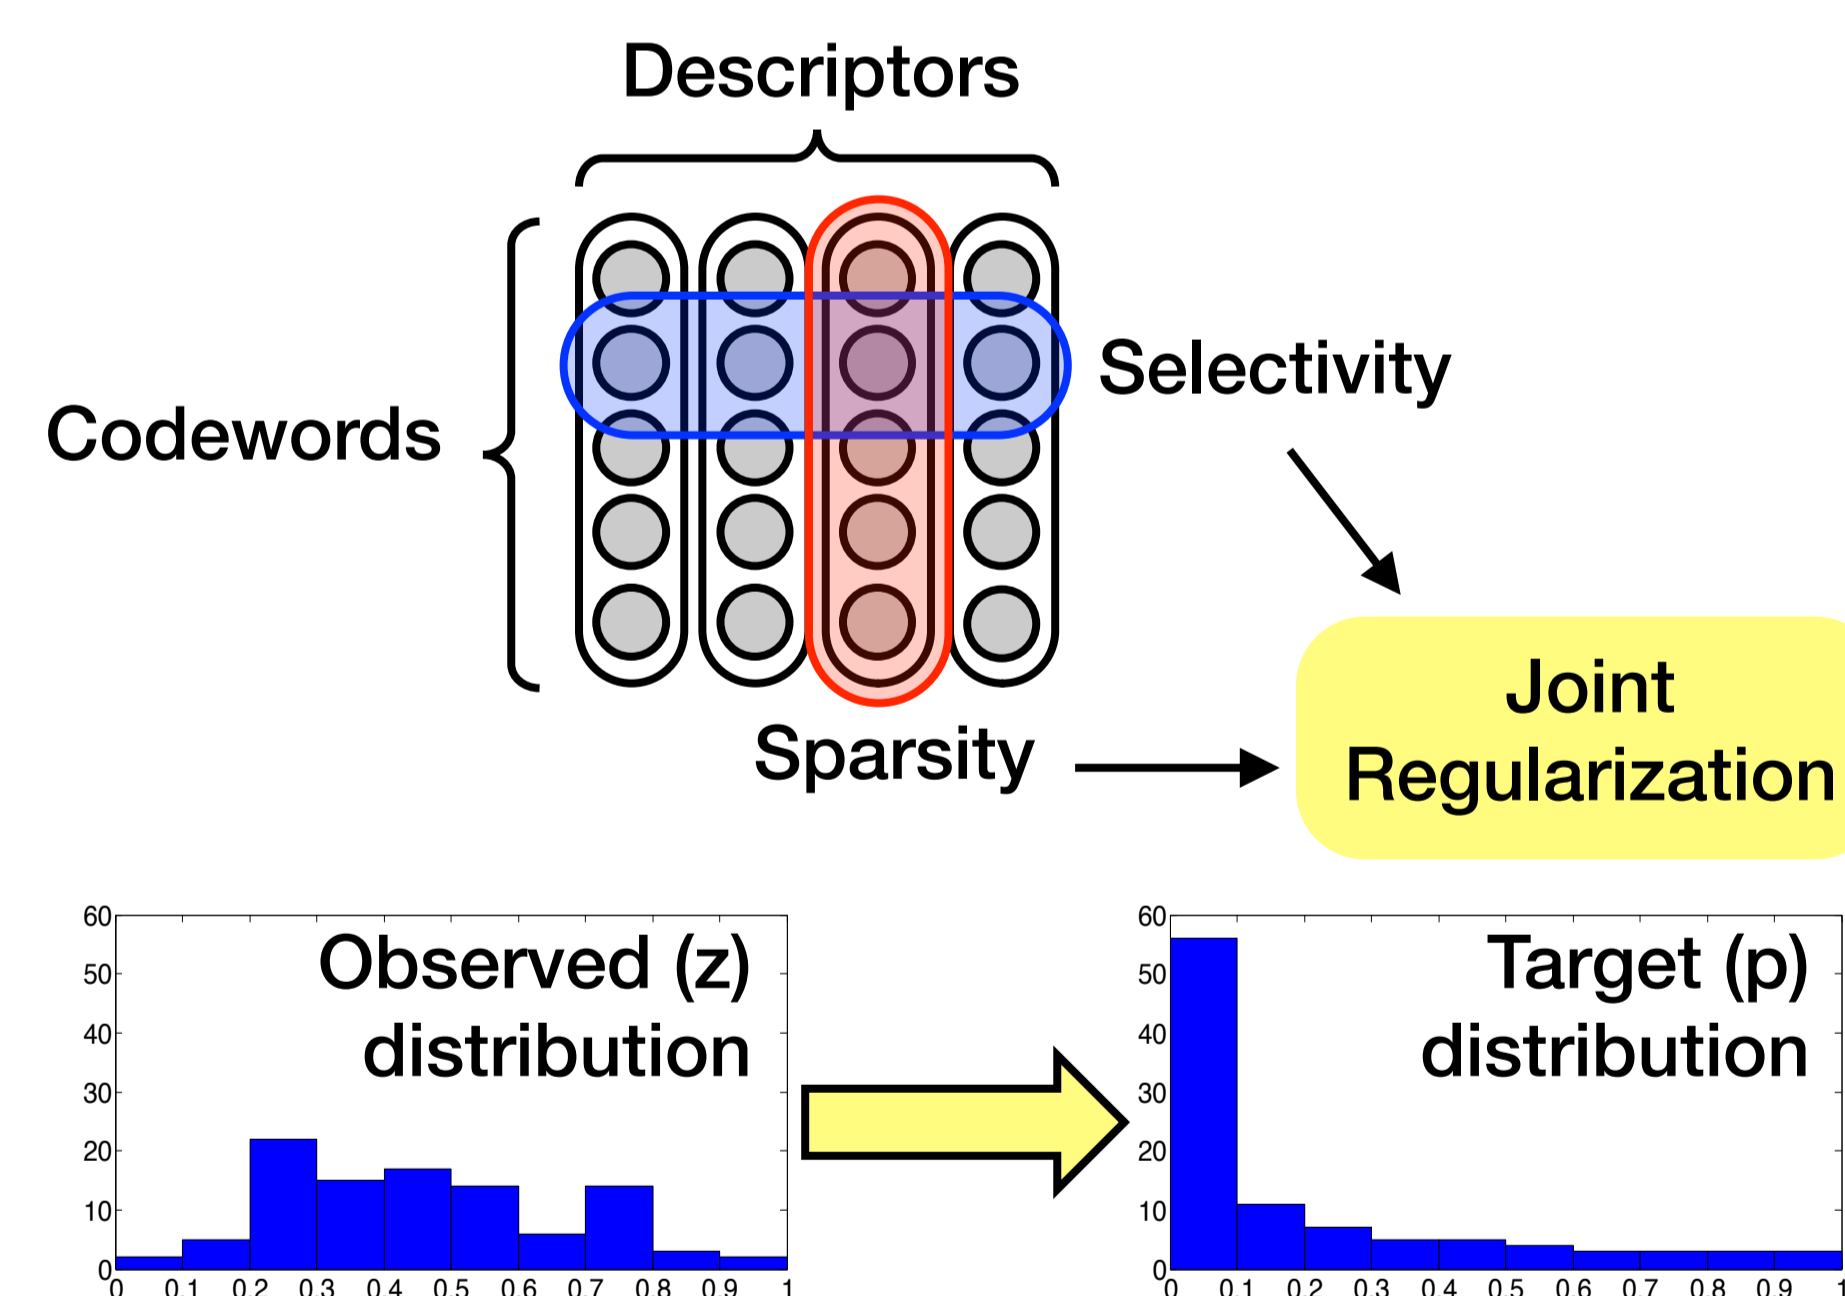 Descriptors
Codewords
Selectivity
Sparsity
Joint
Regularization
Observed (z)
distribution
60
50
40
30
20
10
0
0 0.1 0.2 0.3 0.4 0.5 0.6 0.7 0.8 0.9 1
Target (p)
distribution
60
50
40
30
20
10
0
0 0.1 0.2 0.3 0.4 0.5 0.6 0.7 0.8 0.9 1